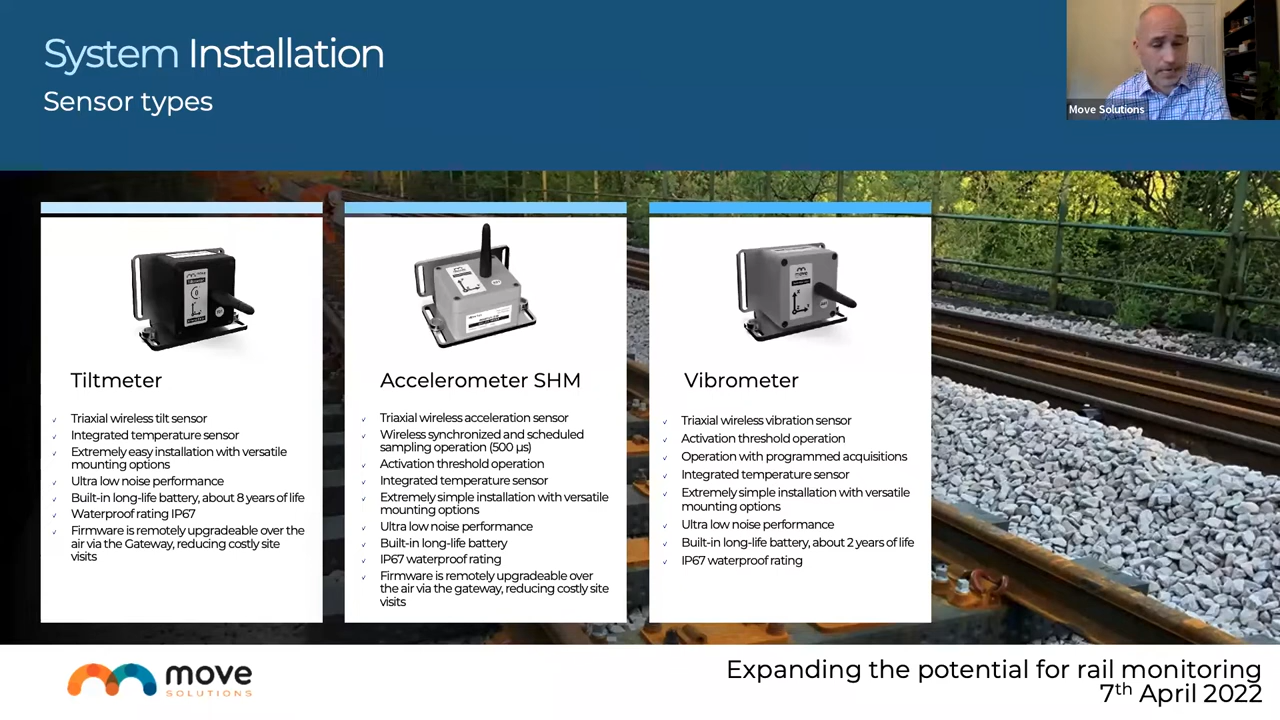 System Installation
Sensor types
Move Solutions
Tiltmeter
Triaxial wireless tilt sensor
Integrated temperature sensor
Extremely easy installation with versatile
mounting options
Ultra low noise performance
Built-in long-life battery, about 8 years of life
Waterproof rating IP67
Firmware is remotely upgradeable over the
air via the Gateway, reducing costly site
visits
Accelerometer SHM
Triaxial wireless acceleration sensor
Wireless synchronized and scheduled
sampling operation (500 µs)
Activation threshold operation
Integrated temperature sensor
Extremely simple installation with versatile
mounting options
Ultra low noise performance
Built-in long-life battery
IP67 waterproof rating
Firmware is remotely upgradeable over
the air via the gateway, reducing costly site
visits
Vibrometer
Triaxial wireless vibration sensor
Activation threshold operation
Operation with programmed acquisitions
Integrated temperature sensor
Extremely simple installation with versatile
mounting options
Ultra low noise performance
Built-in long-life battery, about 2 years of life
IP67 waterproof rating
move
SOLUTIONS
Expanding the potential for rail monitoring
7th April 2022